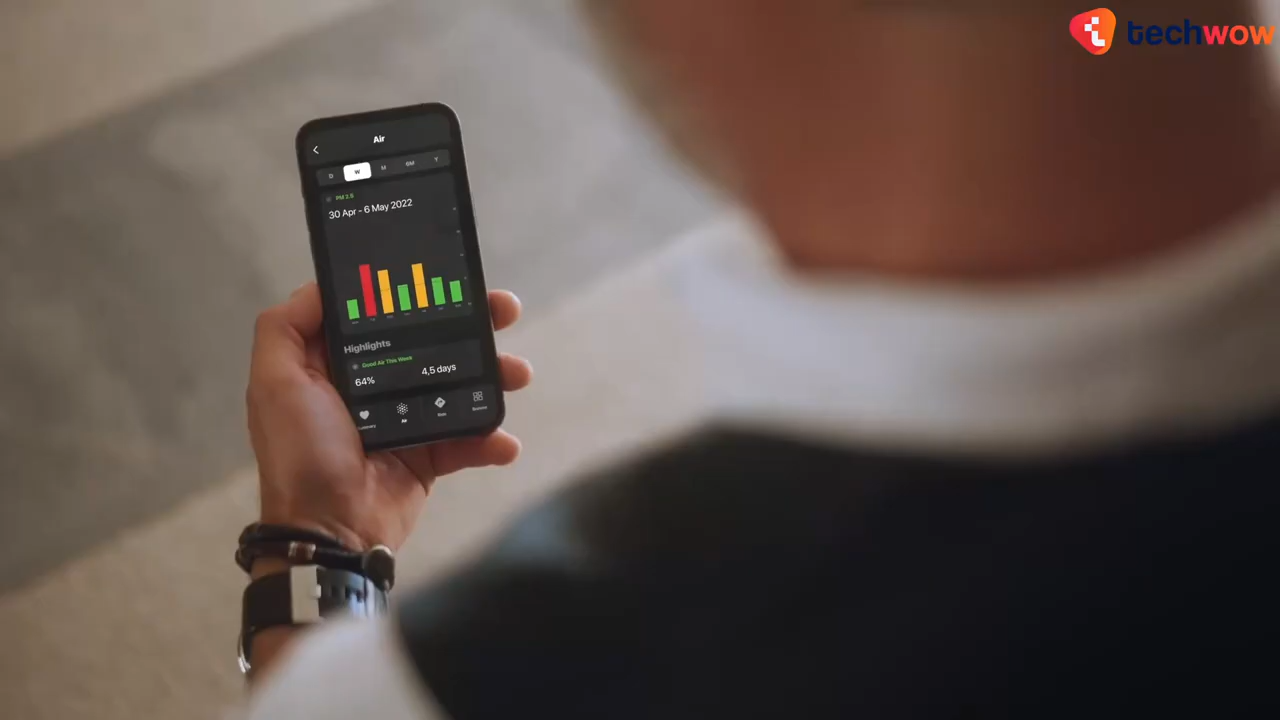 techwow
Air
D W M 6M Y
PM 2.5
30 Apr - 6 May 2022
Highlights
Good Air This Week
64% 4,5 days
Air